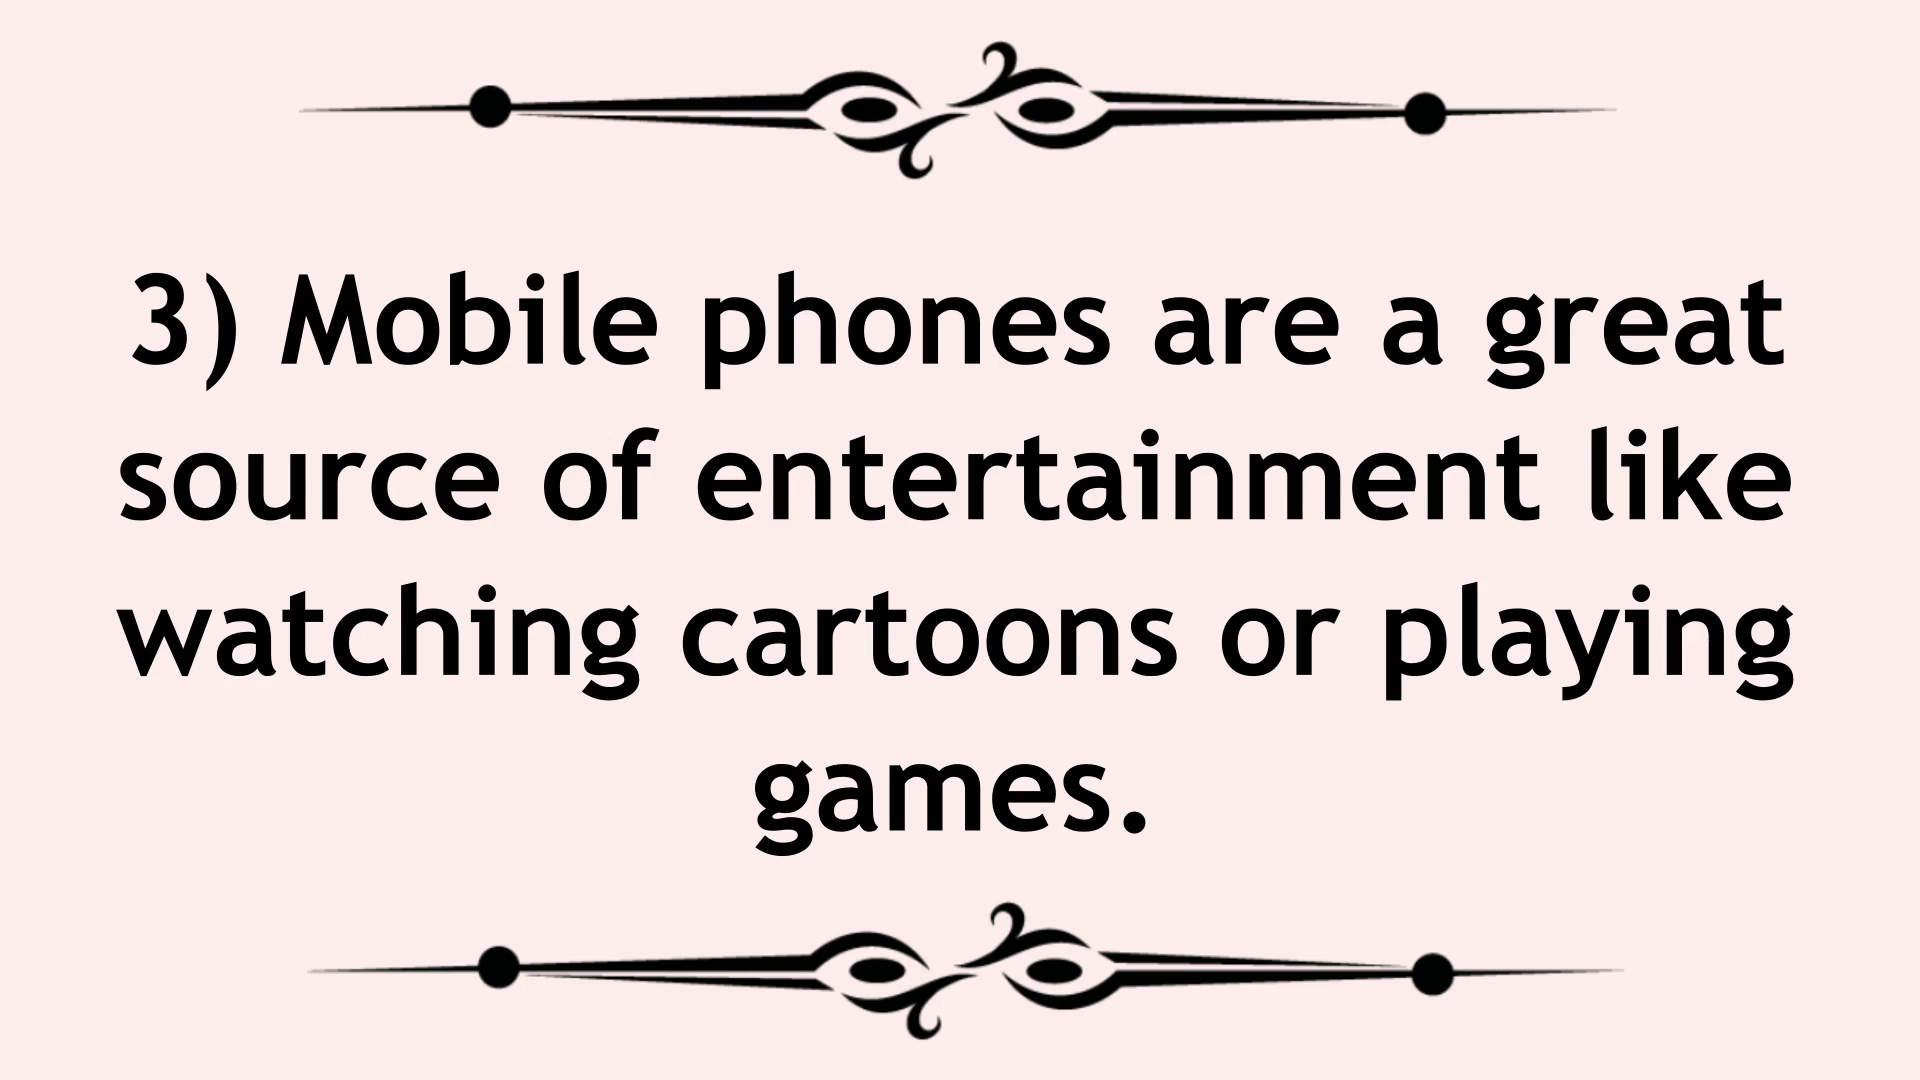 3) Mobile phones are a great
source of entertainment like
watching cartoons or playing
games.